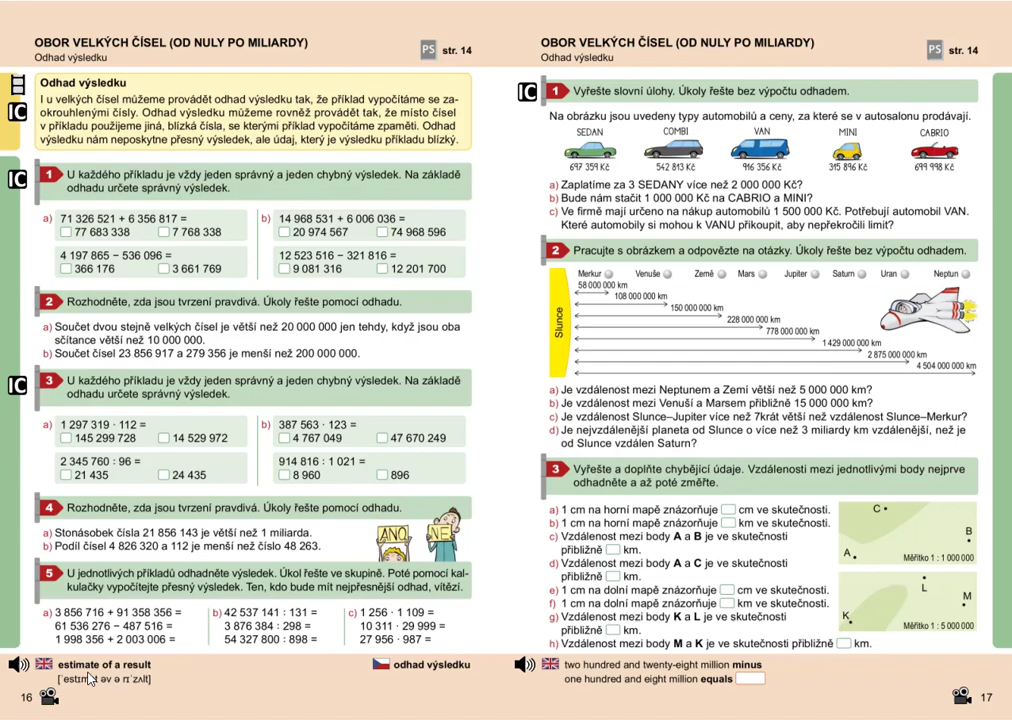 OBOR VELKÝCH ČÍSEL (OD NULY PO MILIARDY)
Odhad výsledku
PS str. 14
Odhad výsledku
I u velkých čísel můžeme provádět odhad výsledku tak, že příklad vypočítáme se za-
okrouhlenými čísly. Odhad výsledku můžeme rovněž provádět tak, že místo čísel
v příkladu použijeme jiná, blízká čísla, se kterými příklad vypočítáme zpaměti. Odhad
výsledku nám neposkytne přesný výsledek, ale údaj, který je výsledku příkladu blízký.
IC
IC
1 U každého příkladu je vždy jeden správný a jeden chybný výsledek. Na základě
odhadu určete správný výsledek.
a) 71 326 521 + 6 356 817 =
77 683 338 7 768 338
4 197 865 − 536 096 =
366 176 3 661 769
b) 14 968 531 + 6 006 036 =
20 974 567 74 968 596
12 523 516 − 321 816 =
9 081 316 12 201 700
2 Rozhodněte, zda jsou tvrzení pravdivá. Úkoly řešte pomocí odhadu.
a) Součet dvou stejně velkých čísel je větší než 20 000 000 jen tehdy, když jsou oba
sčítance větší než 10 000 000.
b) Součet čísel 23 856 917 a 279 356 je menší než 200 000 000.
IC
3 U každého příkladu je vždy jeden správný a jeden chybný výsledek. Na základě
odhadu určete správný výsledek.
a) 1 297 319 · 112 =
145 299 728 14 529 972
2 345 760 : 96 =
21 435 24 435
b) 387 563 · 123 =
4 767 049 47 670 249
914 816 : 1 021 =
8 960 896
4 Rozhodněte, zda jsou tvrzení pravdivá. Úkoly řešte pomocí odhadu.
a) Stonásobek čísla 21 856 143 je větší než 1 miliarda.
b) Podíl čísel 4 826 320 a 112 je menší než číslo 48 263.
ANO
NE
5 U jednotlivých příkladů odhadněte výsledek. Úkol řešte ve skupině. Poté pomocí kal-
kulačky vypočítejte přesný výsledek. Ten, kdo bude mít nejpřesnější odhad, vítězí.
a) 3 856 716 + 91 358 356 =
61 536 276 − 487 516 =
1 998 356 + 2 003 006 =
b) 42 537 141 : 131 =
3 876 384 : 298 =
54 327 800 : 898 =
c) 1 256 · 1 109 =
10 311 · 29 999 =
27 956 · 987 =
estimate of a result
odhad výsledku
16
OBOR VELKÝCH ČÍSEL (OD NULY PO MILIARDY)
Odhad výsledku
PS str. 14
IC
1 Vyřešte slovní úlohy. Úkoly řešte bez výpočtu odhadem.
Na obrázku jsou uvedeny typy automobilů a ceny, za které se v autosalonu prodávají.
SEDAN COMBI VAN MINI CABRIO
697 359 Kč 542 813 Kč 916 356 Kč 315 896 Kč 699 998 Kč
a) Zaplatíme za 3 SEDANY více než 2 000 000 Kč?
b) Bude nám stačit 1 000 000 Kč na CABRIO a MINI?
c) Ve firmě mají určeno na nákup automobilů 1 500 000 Kč. Potřebují automobil VAN.
Které automobily si mohou k VANU přikoupit, aby nepřekročili limit?
2 Pracujte s obrázkem a odpovězte na otázky. Úkoly řešte bez výpočtu odhadem.
Merkur Venuše Země Mars Jupiter Saturn Uran Neptun
Slunce
58 000 000 km
108 000 000 km
150 000 000 km
228 000 000 km
778 000 000 km
1 429 000 000 km
2 875 000 000 km
4 504 000 000 km
a) Je vzdálenost mezi Neptunem a Zemí větší než 5 000 000 km?
b) Je vzdálenost mezi Venuší a Marsem přibližně 15 000 000 km?
c) Je vzdálenost Slunce–Jupiter více než 7krát větší než vzdálenost Slunce–Merkur?
d) Je nejvzdálenější planeta od Slunce o více než 3 miliardy km vzdálenější, než je
od Slunce vzdálen Saturn?
3 Vyřešte a doplňte chybějící údaje. Vzdálenosti mezi jednotlivými body nejprve
odhadněte a až poté změřte.
a) 1 cm na horní mapě znázorňuje cm ve skutečnosti.
b) 1 cm na horní mapě znázorňuje km ve skutečnosti.
c) Vzdálenost mezi body A a B je ve skutečnosti
přibližně km.
d) Vzdálenost mezi body A a C je ve skutečnosti
přibližně km.
e) 1 cm na dolní mapě znázorňuje cm ve skutečnosti.
f) 1 cm na dolní mapě znázorňuje km ve skutečnosti.
g) Vzdálenost mezi body K a L je ve skutečnosti
přibližně km.
h) Vzdálenost mezi body M a K je ve skutečnosti přibližně km.
C
B
A
Měřítko 1 : 1 000 000
L
M
K
Měřítko 1 : 5 000 000
two hundred and twenty-eight million minus
one hundred and eight million equals
17